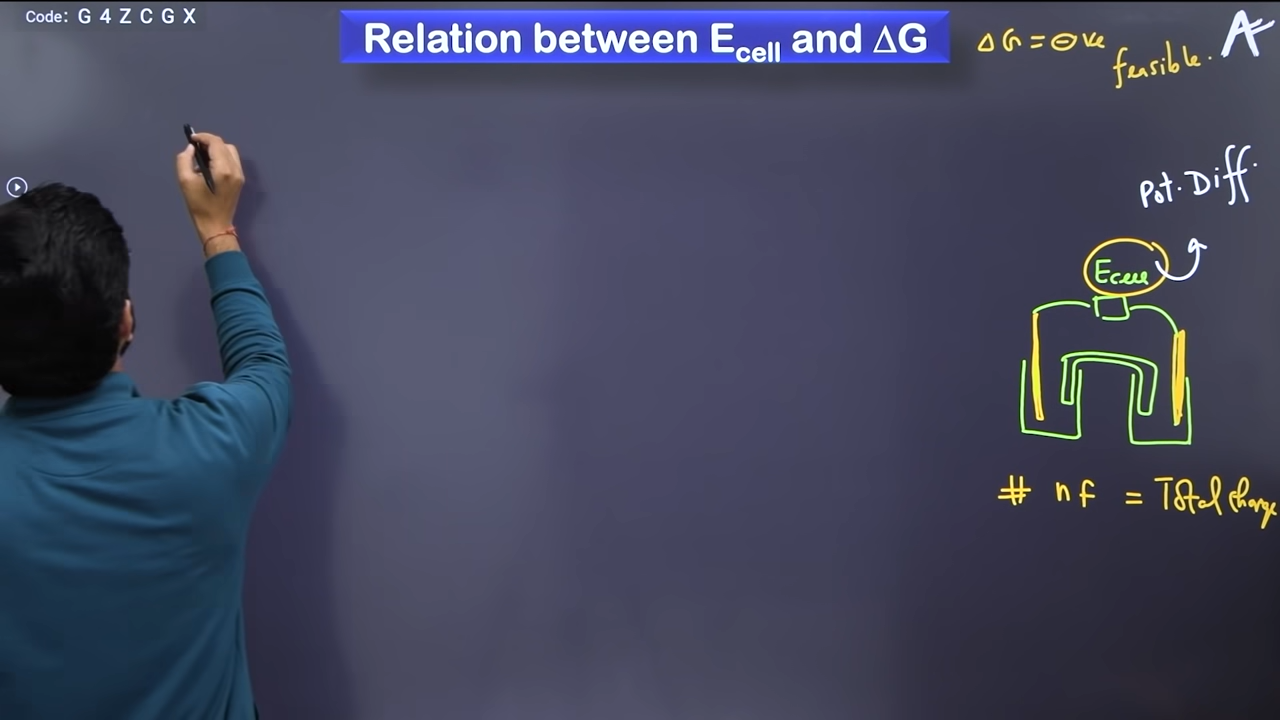 Code: G 4 Z C G X
Relation between Ecell and ΔG
ΔG = ⊖ve
feasible.
Pot. Diff.
Ecell
# nf = Total charge